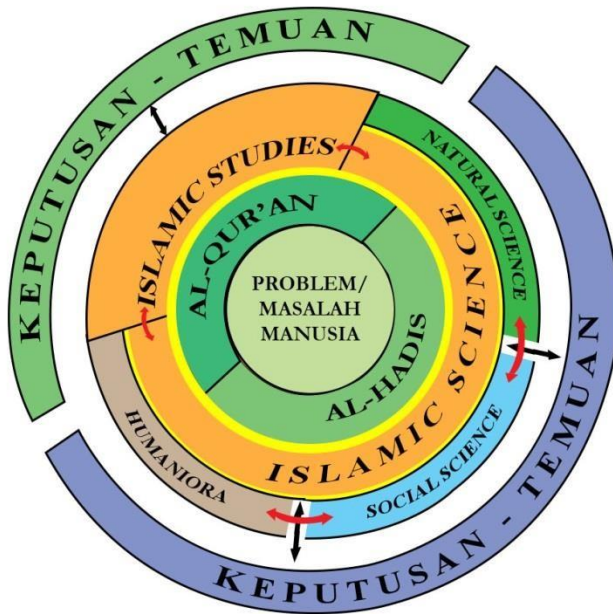 KEPUTUSAN - TEMUAN
ISLAMIC STUDIES
NATURAL SCIENCE
AL-QUR'AN
PROBLEM/
MASALAH
MANUSIA
AL-HADIS
ISLAMIC SCIENCE
HUMANIORA
SOCIAL SCIENCE
KEPUTUSAN - TEMUAN